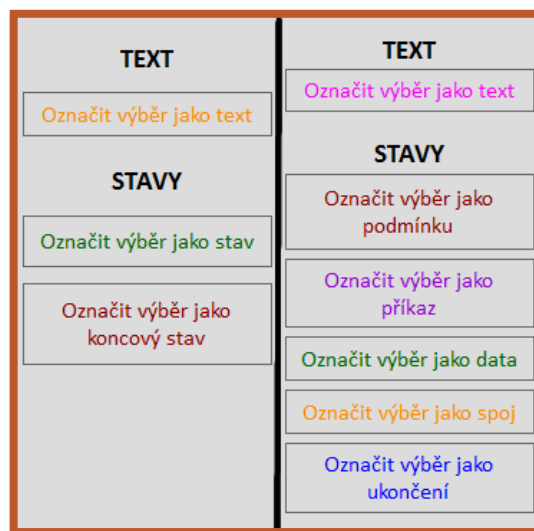 TEXT
Označit výběr jako text
STAVY
Označit výběr jako stav
Označit výběr jako
koncový stav
TEXT
Označit výběr jako text
STAVY
Označit výběr jako
podmínku
Označit výběr jako
příkaz
Označit výběr jako data
Označit výběr jako spoj
Označit výběr jako
ukončení